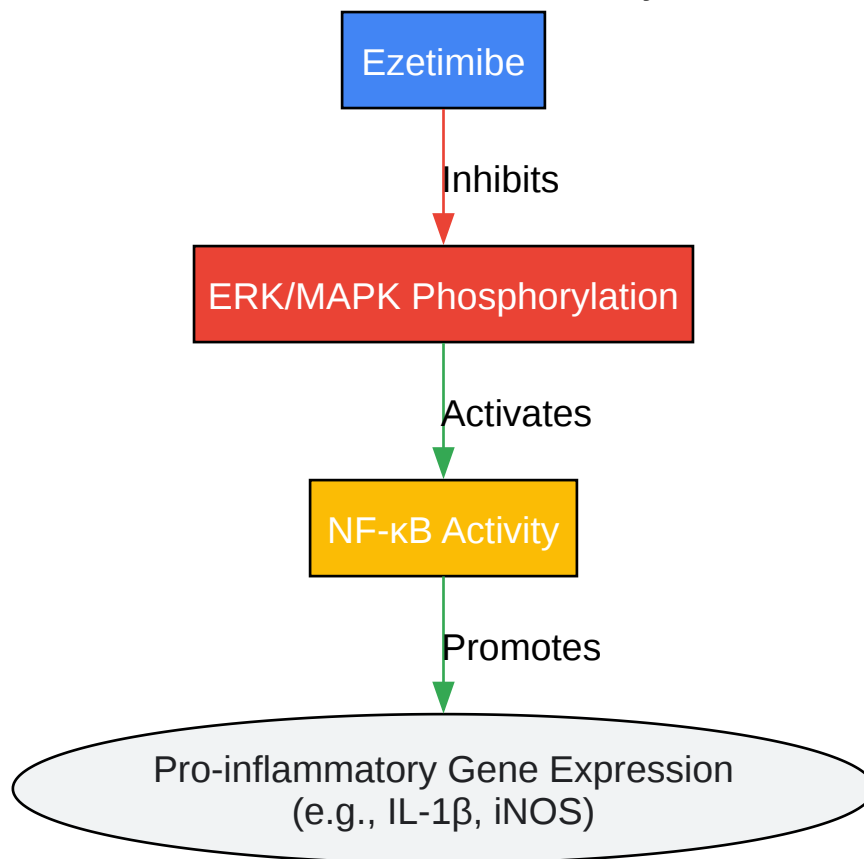 Ezetimibe
Inhibits
ERK/MAPK Phosphorylation
Activates
NF-κB Activity
Promotes
Pro-inflammatory Gene Expression
(e.g., IL-1β, iNOS)